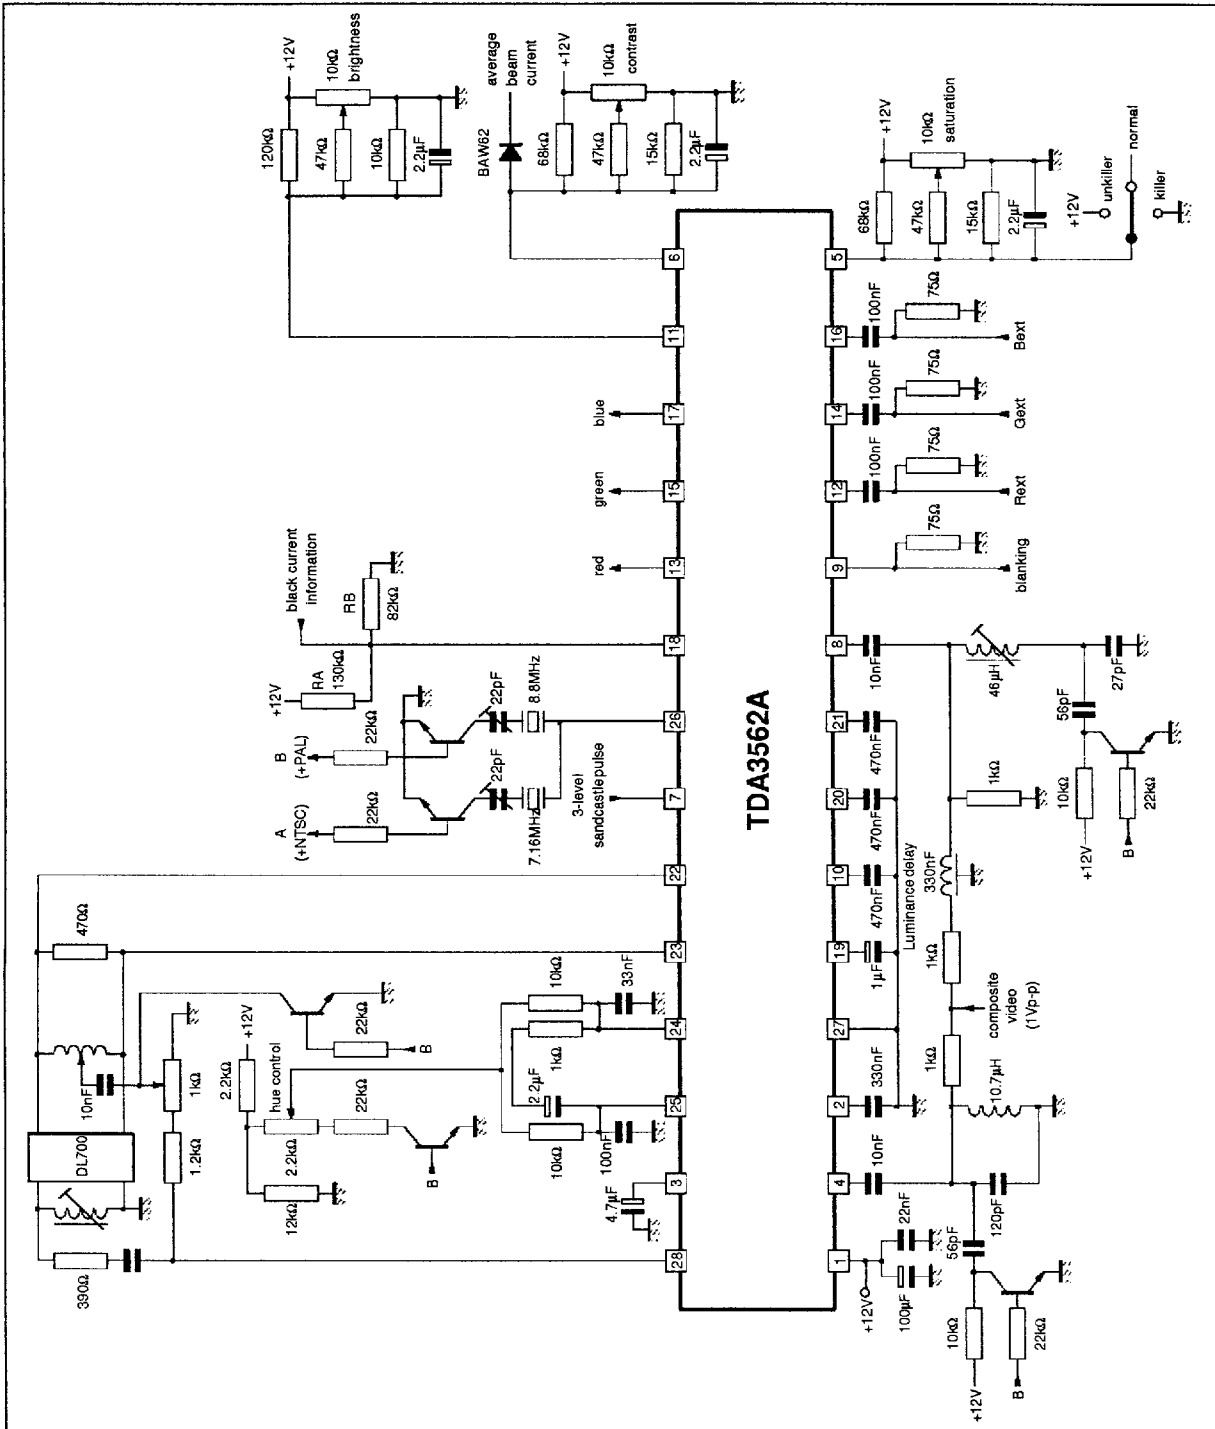 +12V
10kΩ
brightness
120kΩ
47kΩ
10kΩ
2.2µF
average
beam
current
BAW62
+12V
10kΩ
contrast
68kΩ
47kΩ
15kΩ
2.2µF
black current
information
+12V
RA
130kΩ
RB
82kΩ
B
(+PAL)
22kΩ
A
(+NTSC)
22kΩ
22pF
22pF
8.8MHz
7.16MHz
3-level
sandcastle pulse
red
green
blue
470Ω
10nF
DL700
1kΩ
1.2kΩ
390Ω
+12V
2.2kΩ
hue control
2.2kΩ
22kΩ
12kΩ
B
22kΩ
B
10kΩ
33nF
1kΩ
2.2µF
10kΩ
100nF
4.7µF
28
3
25
24
23
22
7
26
18
13
15
17
11
6
TDA3562A
1
4
2
27
19
10
20
21
8
9
12
14
16
5
+12V
100µF
22nF
10nF
330nF
1µF
470nF
470nF
470nF
10nF
100nF
100nF
100nF
75Ω
75Ω
75Ω
75Ω
blanking
Rext
Gext
Bext
+12V
10kΩ
saturation
68kΩ
47kΩ
15kΩ
2.2µF
+12V
unkiller
normal
killer
Luminance delay
330nF
1kΩ
1kΩ
composite
video
(1Vp-p)
1kΩ
10.7µH
120pF
56pF
10kΩ
+12V
22kΩ
B
46µH
56pF
27pF
10kΩ
+12V
22kΩ
B